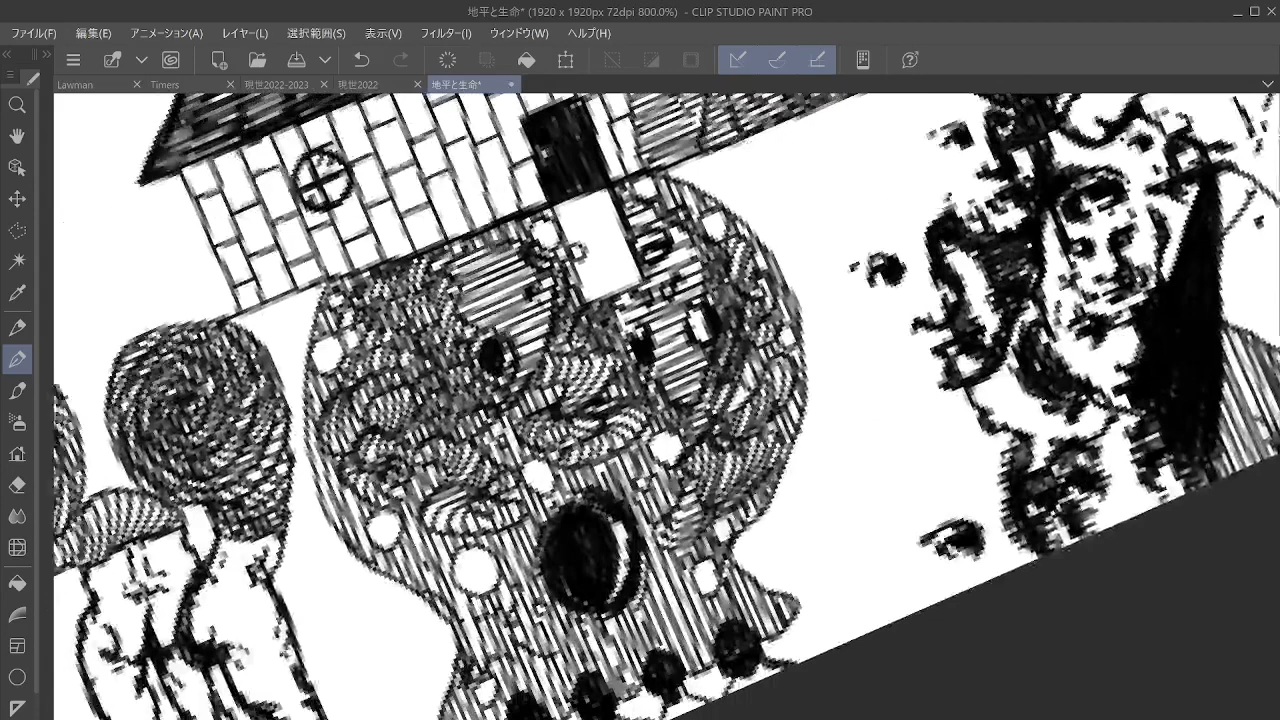 地平と生命* (1920 x 1920px 72dpi 800.0%) - CLIP STUDIO PAINT PRO
ファイル(F) 編集(E) アニメーション(A) レイヤー(L) 選択範囲(S) 表示(V) フィルター(I) ウィンドウ(W) ヘルプ(H)
Lawman Timers 現世2022-2023 現世2022 地平と生命*